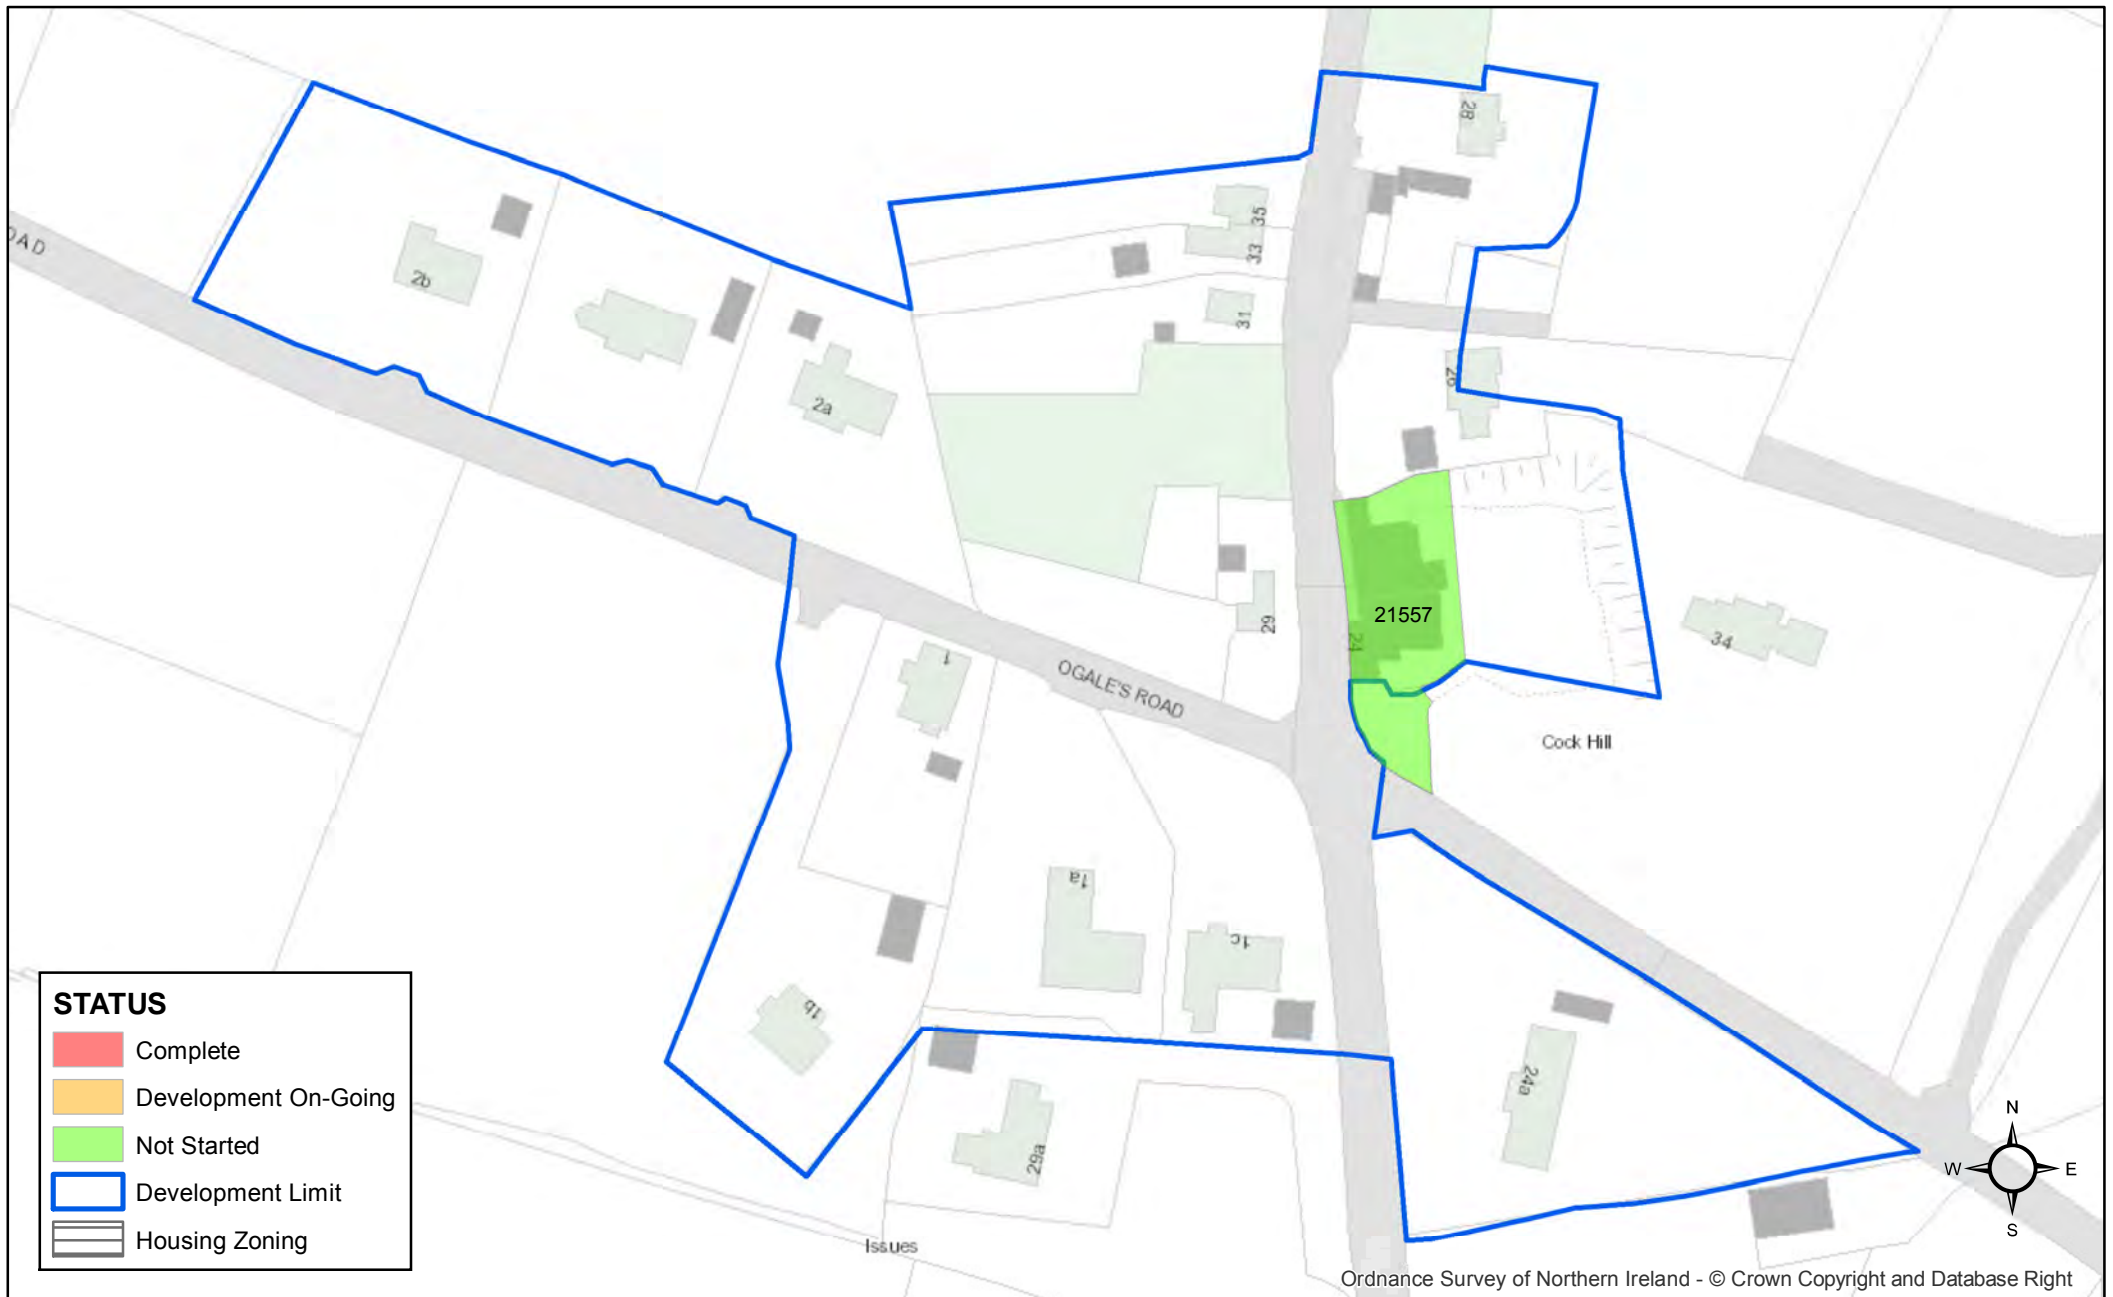 28
35
33
OAD
2b
31
2a
26
21557
29
24
34
1
OGALE'S ROAD
Cock Hill
1a
1c
1b
24a
29a
Issues
STATUS
Complete
Development On-Going
Not Started
Development Limit
Housing Zoning
N
W E
S
Ordnance Survey of Northern Ireland - © Crown Copyright and Database Right